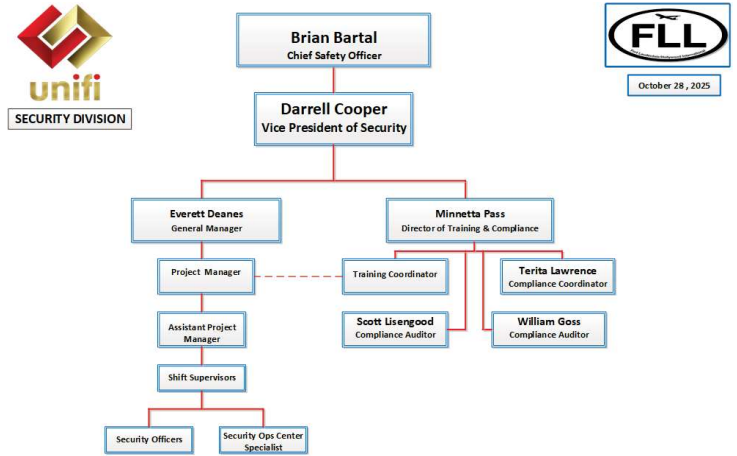 unifi
SECURITY DIVISION
Brian Bartal
Chief Safety Officer
FLL
October 28 , 2025
Darrell Cooper
Vice President of Security
Everett Deanes
General Manager
Minnetta Pass
Director of Training & Compliance
Project Manager
Training Coordinator
Terita Lawrence
Compliance Coordinator
Assistant Project
Manager
Scott Lisengood
Compliance Auditor
William Goss
Compliance Auditor
Shift Supervisors
Security Officers
Security Ops Center
Specialist